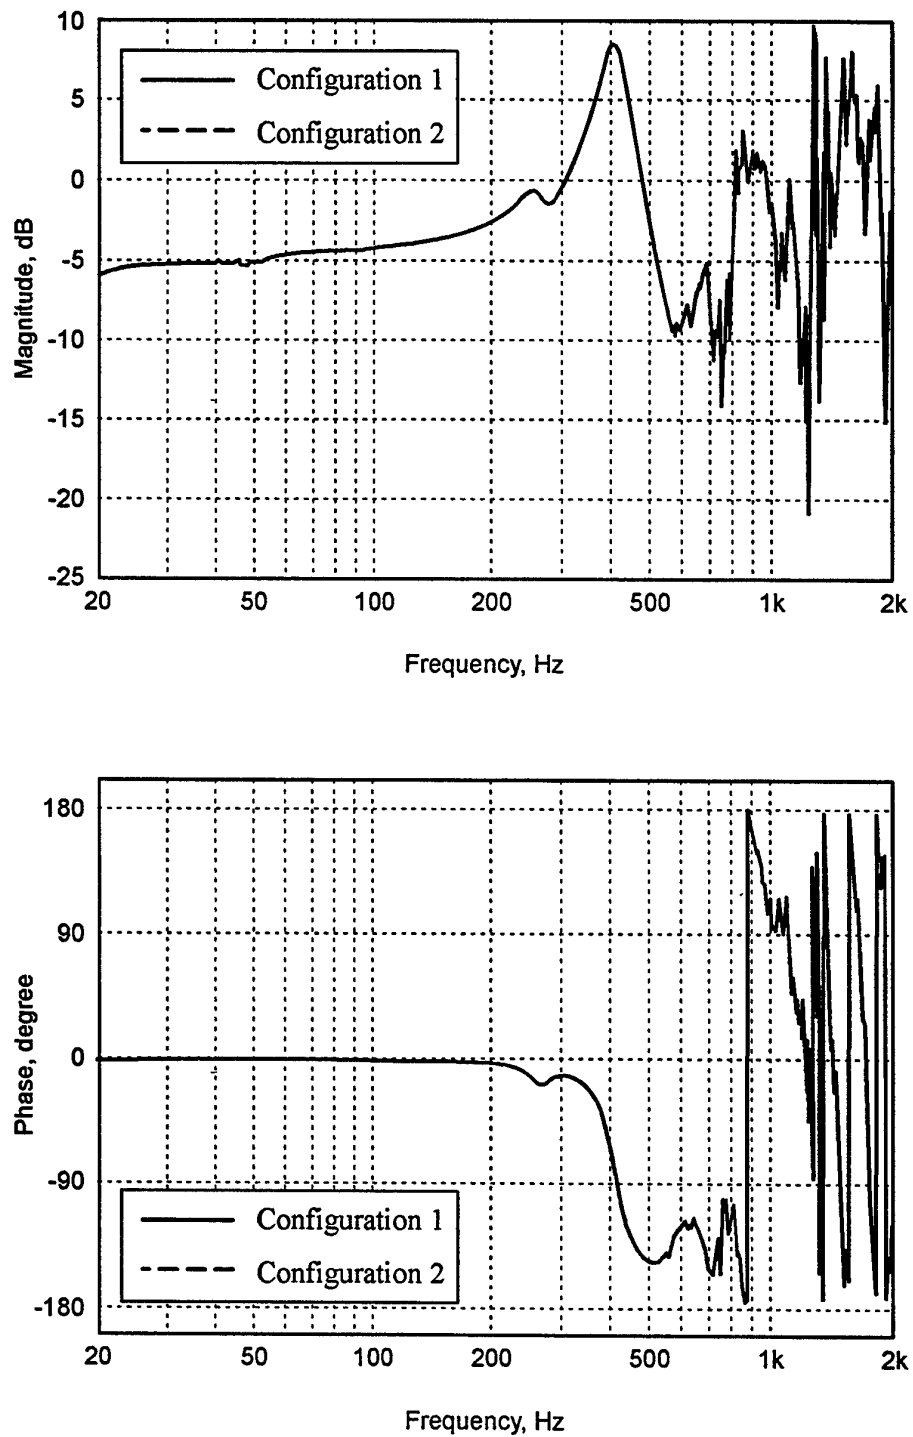 10
5
0
-5
-10
-15
-20
-25
Magnitude, dB
Configuration 1
Configuration 2
20 50 100 200 500 1k 2k
Frequency, Hz
180
90
0
-90
-180
Phase, degree
Configuration 1
Configuration 2
20 50 100 200 500 1k 2k
Frequency, Hz